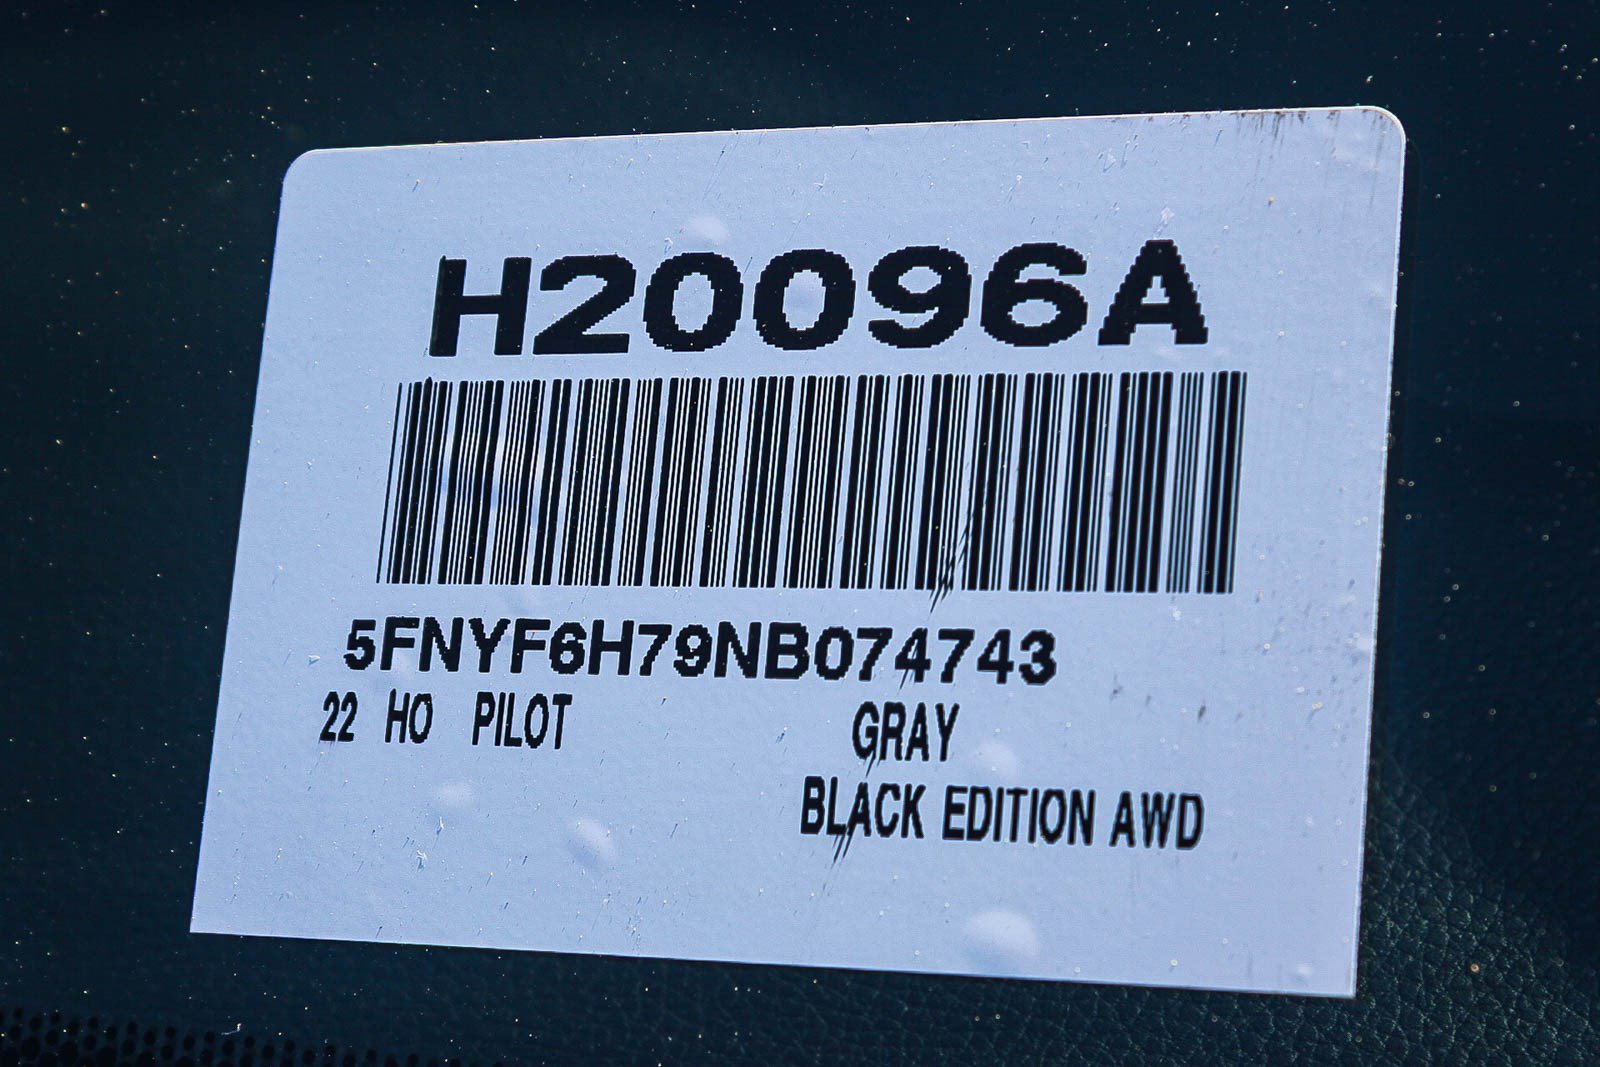 H20096A
5FNYF6H79NB074743
22 HO PILOT GRAY
BLACK EDITION AWD